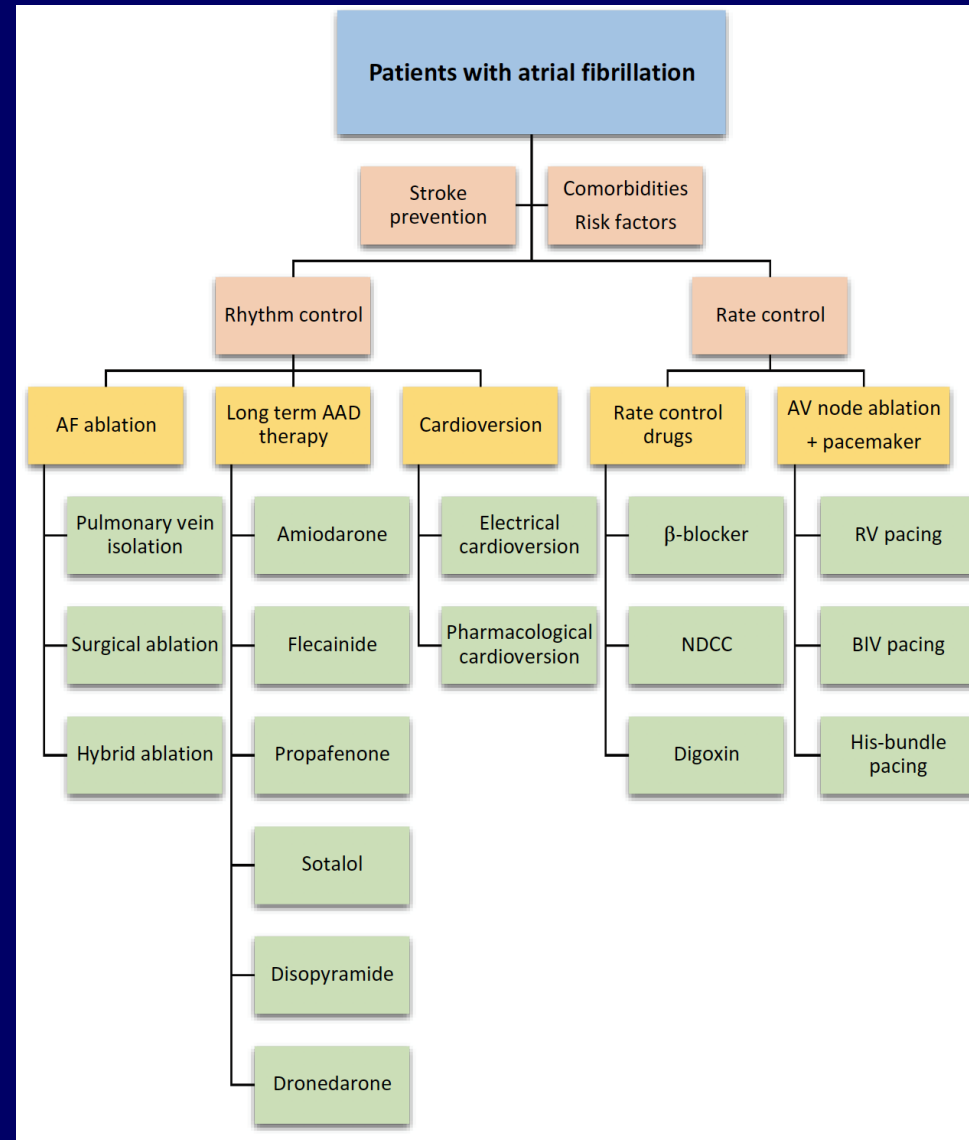 Patients with atrial fibrillation
Stroke
prevention
Comorbidities
Risk factors
Rhythm control
Rate control
AF ablation
Long term AAD
therapy
Cardioversion
Rate control
drugs
AV node ablation
+ pacemaker
Pulmonary vein
isolation
Surgical ablation
Hybrid ablation
Amiodarone
Flecainide
Propafenone
Sotalol
Disopyramide
Dronedarone
Electrical
cardioversion
Pharmacological
cardioversion
β-blocker
NDCC
Digoxin
RV pacing
BIV pacing
His-bundle
pacing